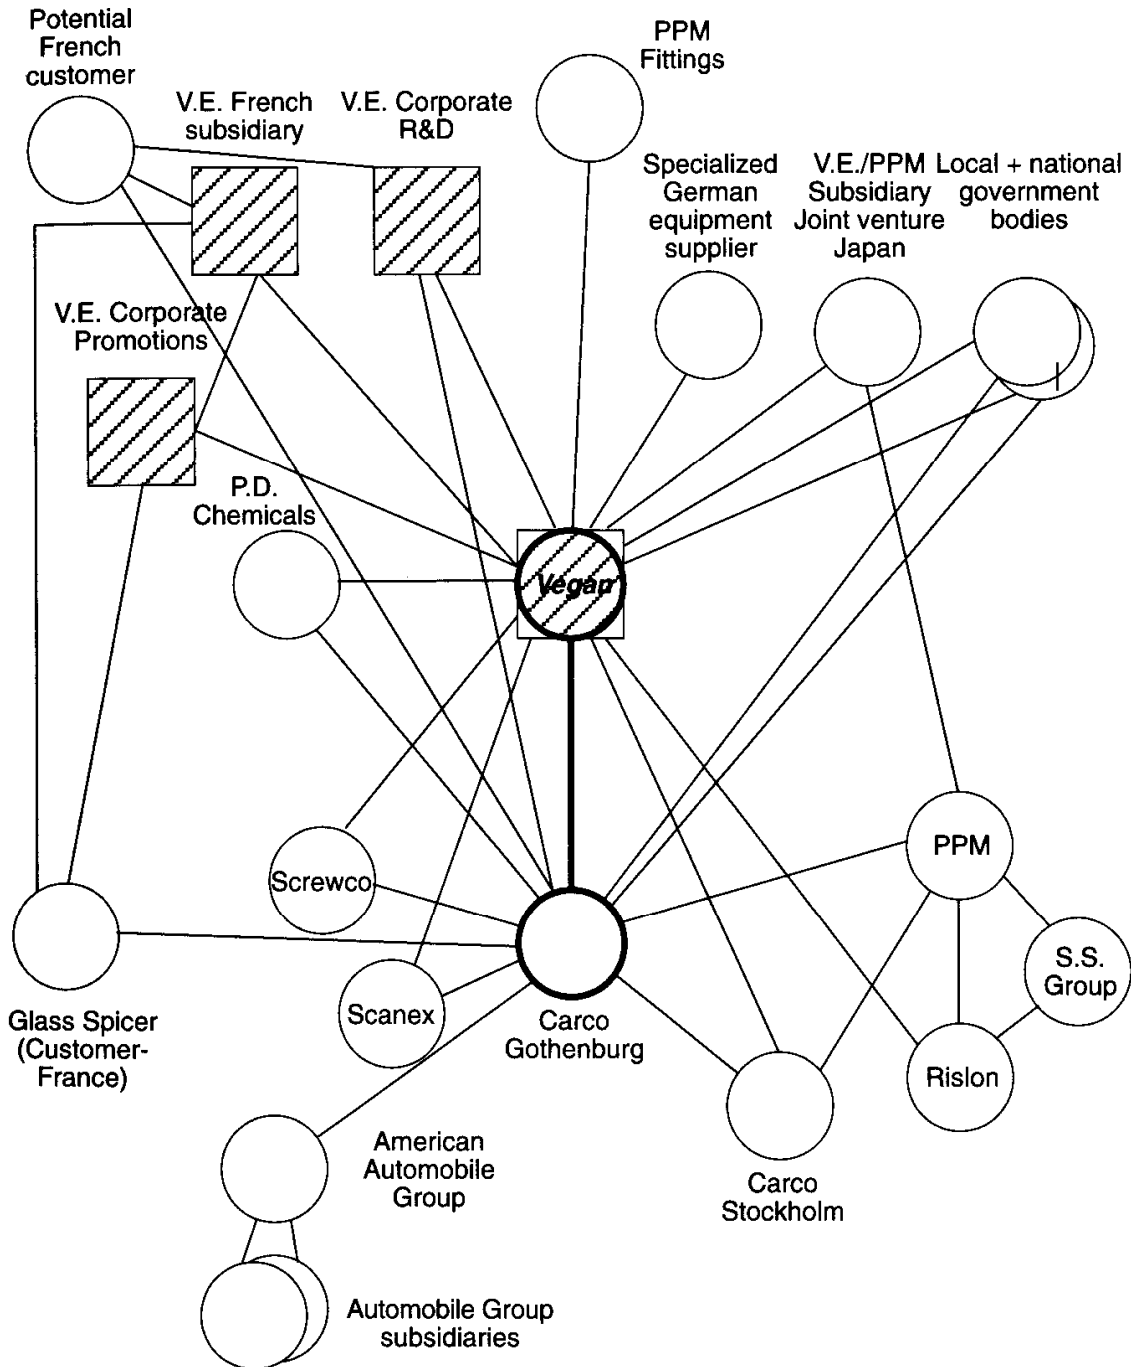 Potential
French
customer
V.E. French
subsidiary
V.E. Corporate
R&D
PPM
Fittings
Specialized
German
equipment
supplier
V.E./PPM
Subsidiary
Joint venture
Japan
Local + national
government
bodies
V.E. Corporate
Promotions
P.D.
Chemicals
Vegan
PPM
Screwco
S.S.
Group
Scanex
Carco
Gothenburg
Glass Spicer
(Customer-
France)
Rislon
American
Automobile
Group
Carco
Stockholm
Automobile Group
subsidiaries